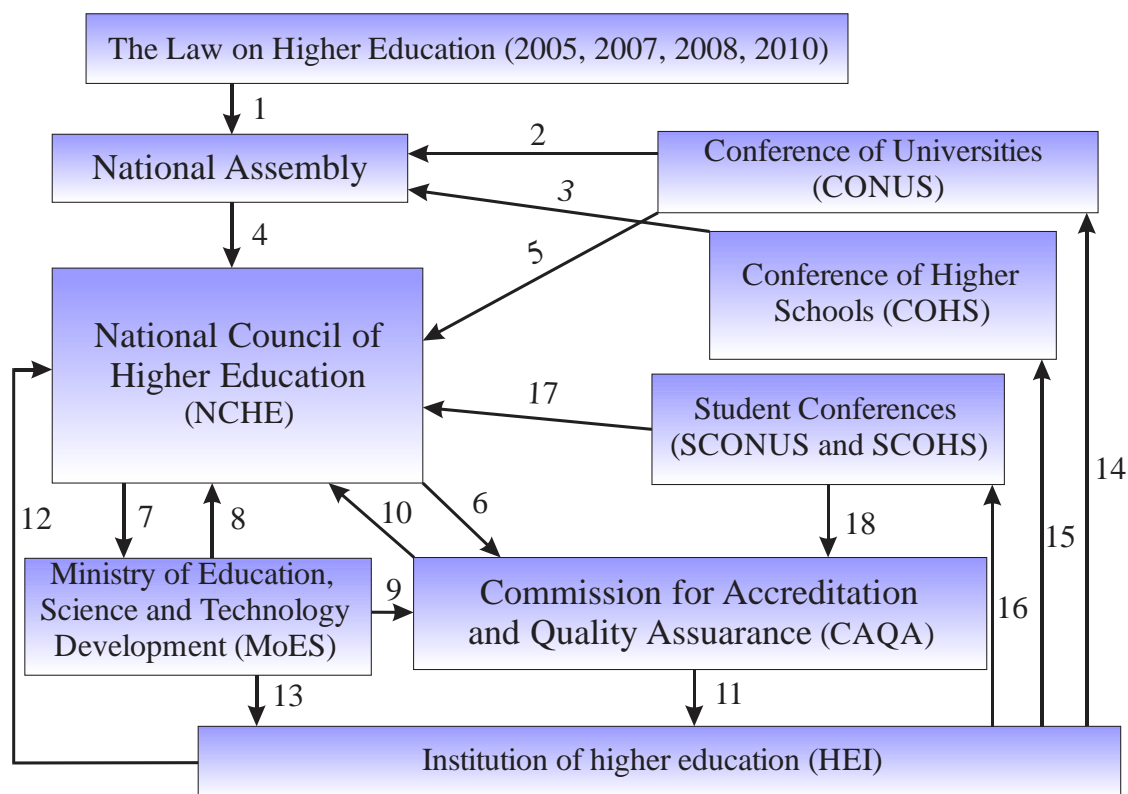 The Law on Higher Education (2005, 2007, 2008, 2010)
1
National Assembly
2
Conference of Universities
(CONUS)
3
4
5
Conference of Higher
Schools (COHS)
National Council of
Higher Education
(NCHE)
17
Student Conferences
(SCONUS and SCOHS)
14
12
7
8
10
6
18
15
16
Ministry of Education,
Science and Technology
Development (MoES)
9
Commission for Accreditation
and Quality Assuarance (CAQA)
13
11
Institution of higher education (HEI)